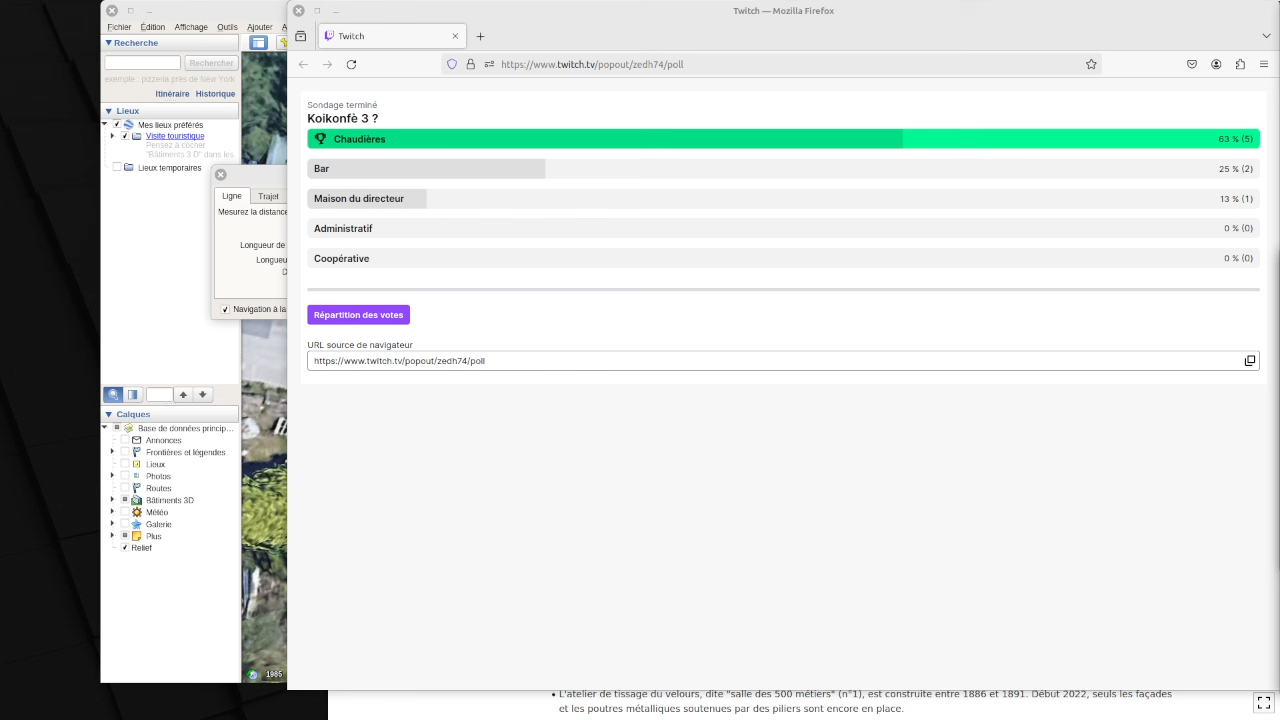 Twitch — Mozilla Firefox
Fichier Édition Affichage Outils Ajouter
Twitch
Recherche
Rechercher
exemple : pizzeria près de New York
Itinéraire Historique
https://www.twitch.tv/popout/zedh74/poll
Lieux
Mes lieux préférés
Visite touristique
Pensez à cocher
"Bâtiments 3 D" dans les
Lieux temporaires
Ligne Trajet
Mesurez la distance
Longueur de
Longueu
D
Navigation à la
Sondage terminé
Koikonfè 3 ?
Chaudières 63 % (5)
Bar 25 % (2)
Maison du directeur 13 % (1)
Administratif 0 % (0)
Coopérative 0 % (0)
Répartition des votes
URL source de navigateur
https://www.twitch.tv/popout/zedh74/poll
Calques
Base de données princip...
Annonces
Frontières et légendes
Lieux
Photos
Routes
Bâtiments 3D
Météo
Galerie
Plus
Relief
1985
• L'atelier de tissage du velours, dite "salle des 500 métiers" (n°1), est construite entre 1886 et 1891. Début 2022, seuls les façades
et les poutres métalliques soutenues par des piliers sont encore en place.